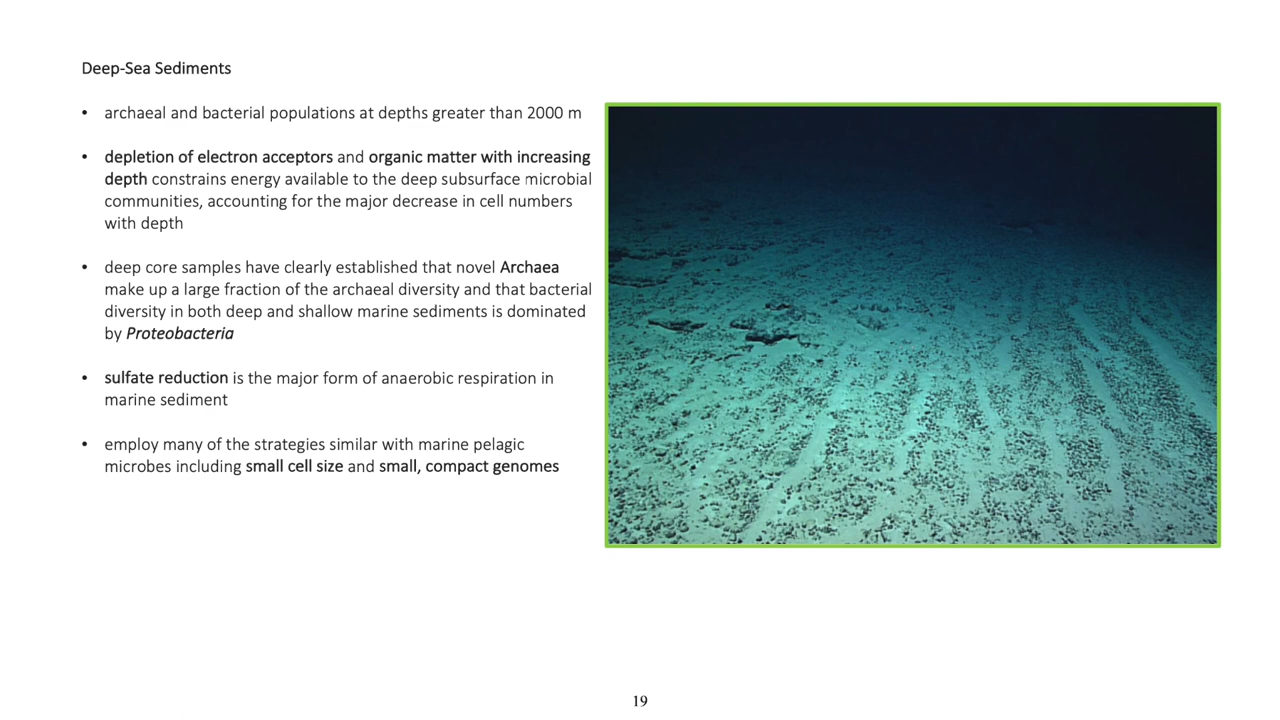 Deep-Sea Sediments
• archaeal and bacterial populations at depths greater than 2000 m
• depletion of electron acceptors and organic matter with increasing
depth constrains energy available to the deep subsurface microbial
communities, accounting for the major decrease in cell numbers
with depth
• deep core samples have clearly established that novel Archaea
make up a large fraction of the archaeal diversity and that bacterial
diversity in both deep and shallow marine sediments is dominated
by Proteobacteria
• sulfate reduction is the major form of anaerobic respiration in
marine sediment
• employ many of the strategies similar with marine pelagic
microbes including small cell size and small, compact genomes
19